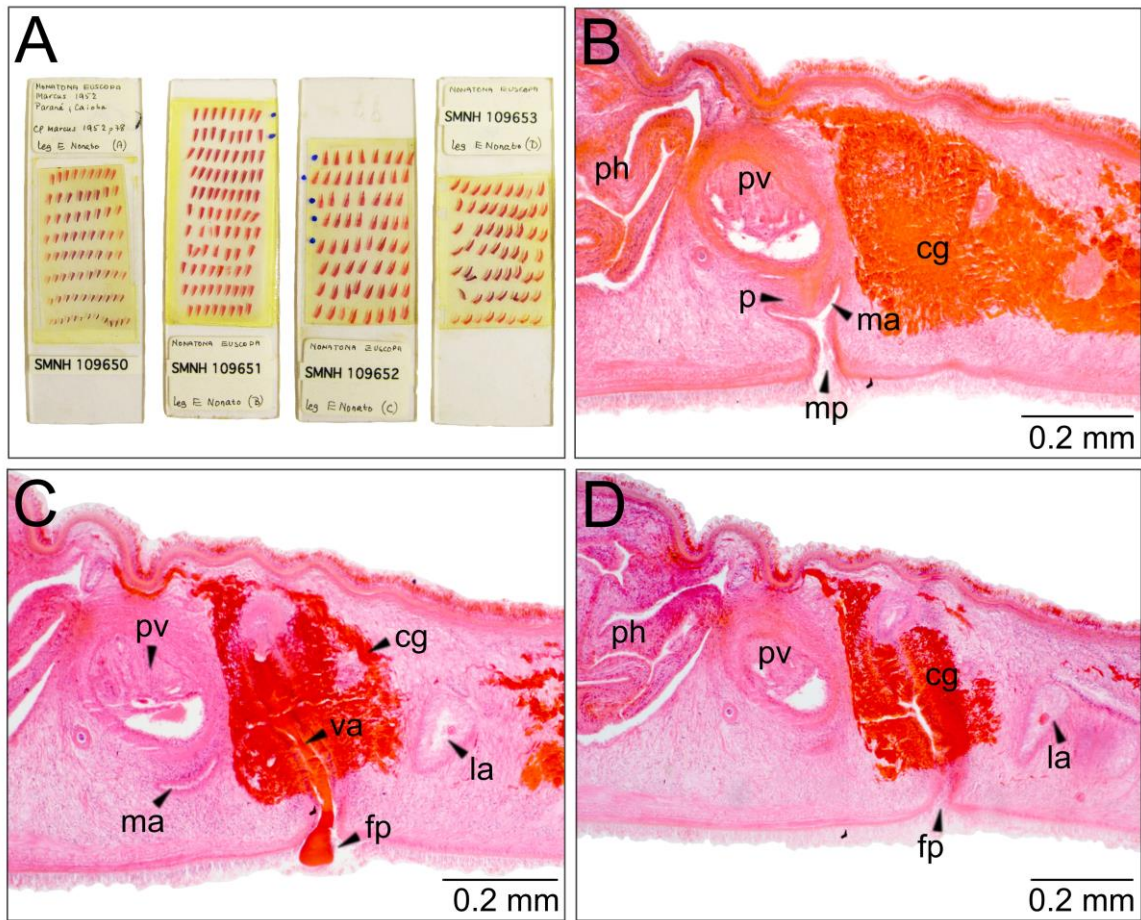 A
NONATONA EUSCOPA
Marcus 1952
Paraná, Caioba
CP Marcus 1952, p 78
leg E Nonato (A)
SMNH 109650
NONATONA EUSCOPA
SMNH 109651
leg E Nonato (B)
NONATONA EUSCOPA
SMNH 109652
leg E Nonato (C)
NONATONA EUSCOPA
SMNH 109653
leg E Nonato (D)
B
ph
pv
cg
p
ma
mp
0.2 mm
C
pv
cg
va
la
ma
fp
0.2 mm
D
ph
pv
cg
la
fp
0.2 mm